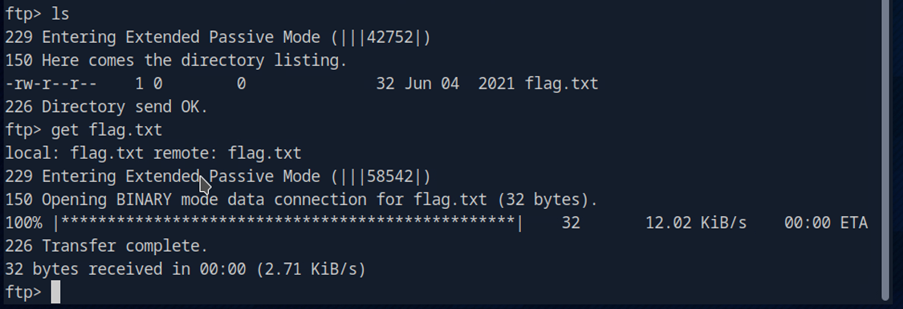 ftp> ls
229 Entering Extended Passive Mode (|||42752|)
150 Here comes the directory listing.
-rw-r--r--    1 0        0              32 Jun 04  2021 flag.txt
226 Directory send OK.
ftp> get flag.txt
local: flag.txt remote: flag.txt
229 Entering Extended Passive Mode (|||58542|)
150 Opening BINARY mode data connection for flag.txt (32 bytes).
100% |*************************************************|    32       12.02 KiB/s    00:00 ETA
226 Transfer complete.
32 bytes received in 00:00 (2.71 KiB/s)
ftp>